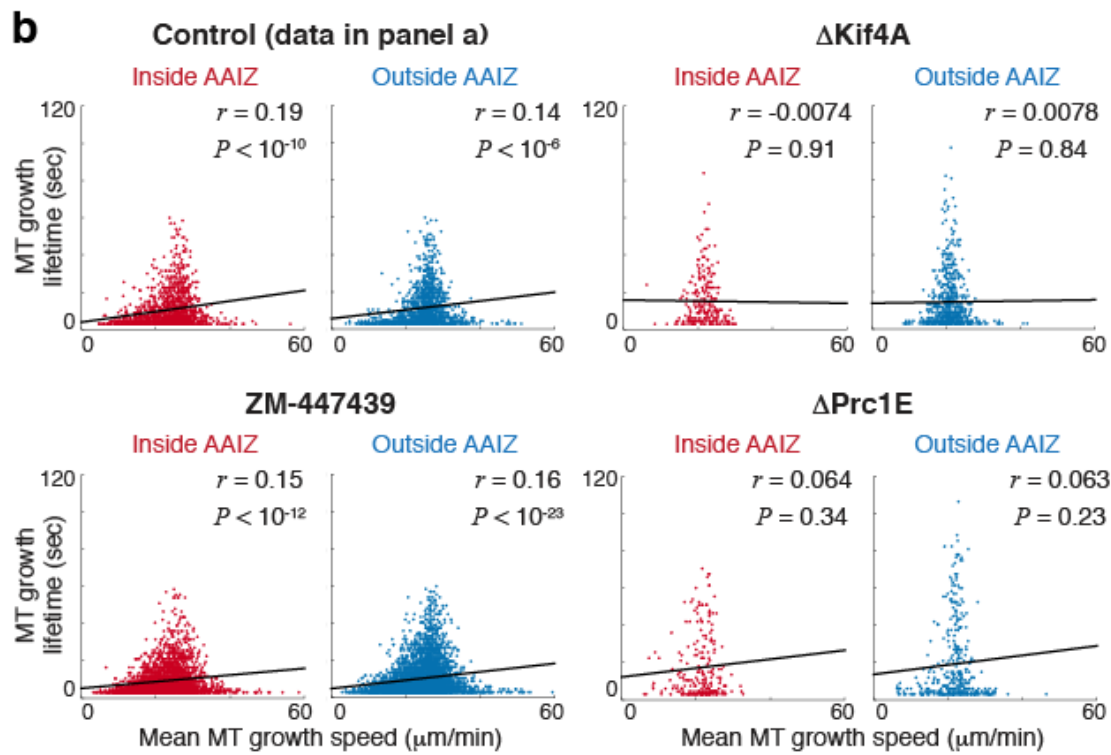 b
Control (data in panel a)
ΔKif4A
Inside AAIZ
Outside AAIZ
Inside AAIZ
Outside AAIZ
120
r = 0.19
P < 10⁻¹⁰
r = 0.14
P < 10⁻⁶
120
r = -0.0074
P = 0.91
r = 0.0078
P = 0.84
MT growth
lifetime (sec)
0
0
60
0
60
0
0
60
0
60
ZM-447439
ΔPrc1E
Inside AAIZ
Outside AAIZ
Inside AAIZ
Outside AAIZ
120
r = 0.15
P < 10⁻¹²
r = 0.16
P < 10⁻²³
120
r = 0.064
P = 0.34
r = 0.063
P = 0.23
MT growth
lifetime (sec)
0
0
60
0
60
0
0
60
0
60
Mean MT growth speed (μm/min)
Mean MT growth speed (μm/min)